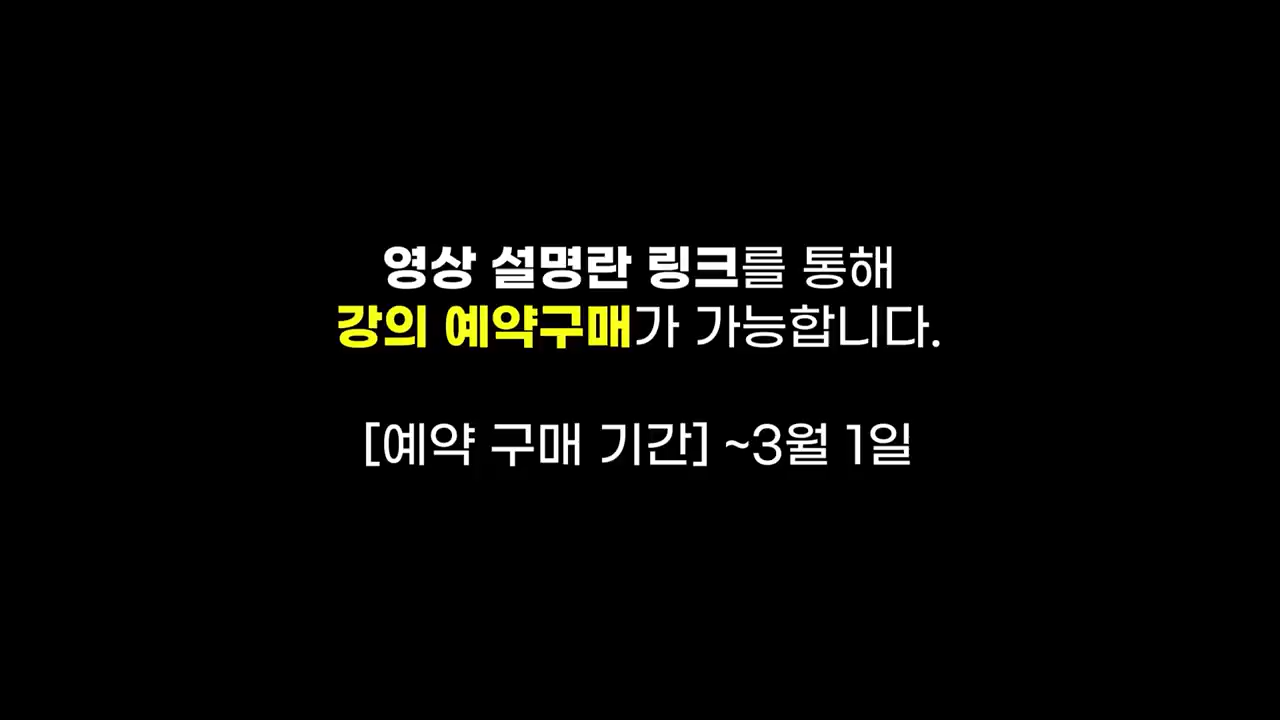 영상 설명란 링크를 통해
강의 예약구매가 가능합니다.
[예약 구매 기간] ~3월 1일